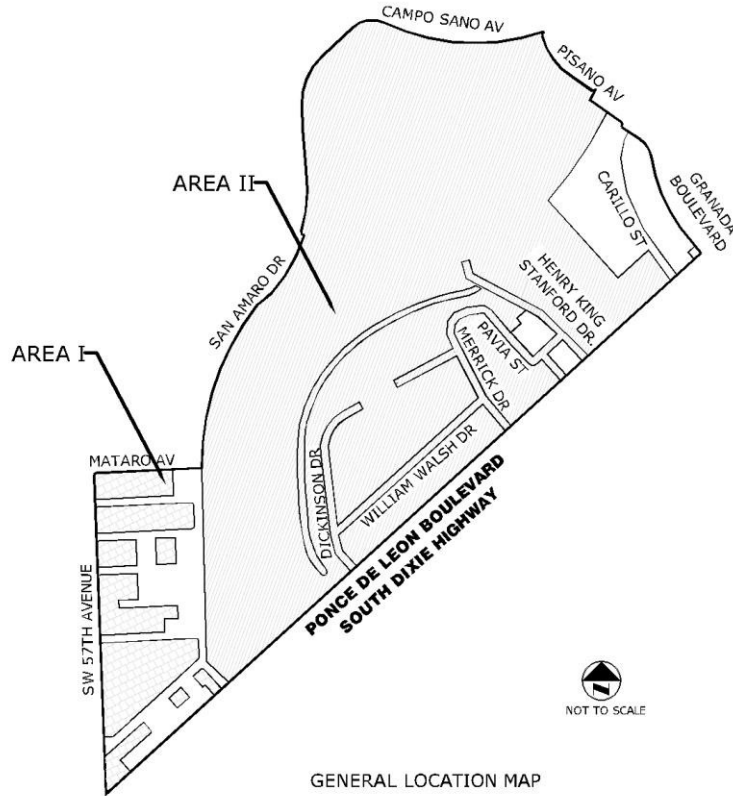 CAMPO SANO AV
PISANO AV
GRANADA
BOULEVARD
CARILLO ST
AREA II
HENRY KING
STANFORD DR.
SAN AMARO DR
PAVIA ST
MERRICK DR
AREA I
MATARO AV
WILLIAM WALSH DR
DICKINSON DR
PONCE DE LEON BOULEVARD
SOUTH DIXIE HIGHWAY
SW 57TH AVENUE
N
NOT TO SCALE
GENERAL LOCATION MAP